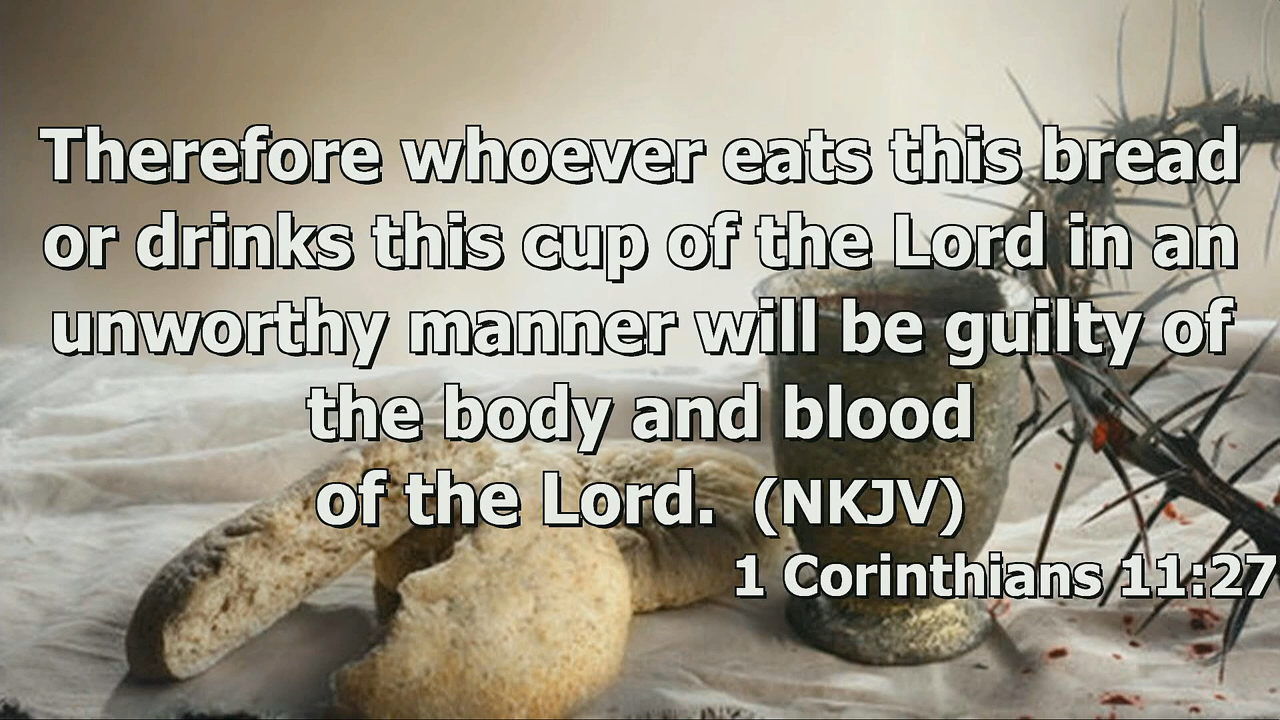 Therefore whoever eats this bread
or drinks this cup of the Lord in an
unworthy manner will be guilty of
the body and blood
of the Lord. (NKJV)
1 Corinthians 11:27